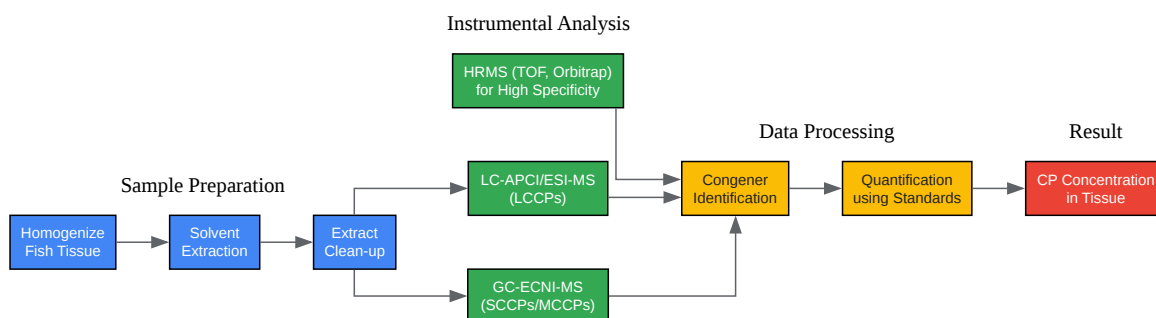 Instrumental Analysis
HRMS (TOF, Orbitrap)
for High Specificity
Data Processing
Result
Sample Preparation
LC-APCI/ESI-MS
(LCCPs)
Congener
Identification
Quantification
using Standards
CP Concentration
in Tissue
Homogenize
Fish Tissue
Solvent
Extraction
Extract
Clean-up
GC-ECNI-MS
(SCCPs/MCCPs)